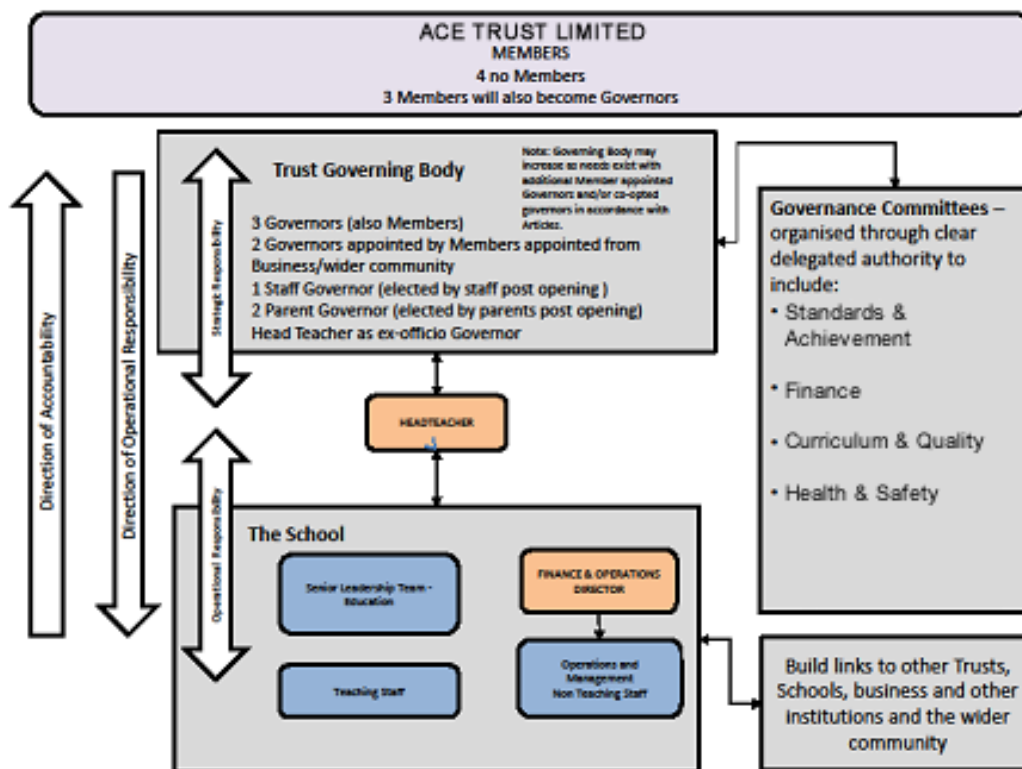 ACE TRUST LIMITED
MEMBERS
4 no Members
3 Members will also become Governors
Direction of Accountability
Direction of Operational Responsibility
Strategic Responsibility
Trust Governing Body
Note: Governing Body may
increase as needs exist with
additional Member appointed
Governors and/or co-opted
governors in accordance with
Articles.
3 Governors (also Members)
2 Governors appointed by Members appointed from
Business/wider community
1 Staff Governor (elected by staff post opening )
2 Parent Governor (elected by parents post opening)
Head Teacher as ex-officio Governor
Governance Committees –
organised through clear
delegated authority to
include:
• Standards &
Achievement
• Finance
• Curriculum & Quality
• Health & Safety
HEADTEACHER
Operational Responsibility
The School
Senior Leadership Team -
Education
FINANCE & OPERATIONS
DIRECTOR
Teaching Staff
Operations and
Management
Non Teaching Staff
Build links to other Trusts,
Schools, business and other
institutions and the wider
community